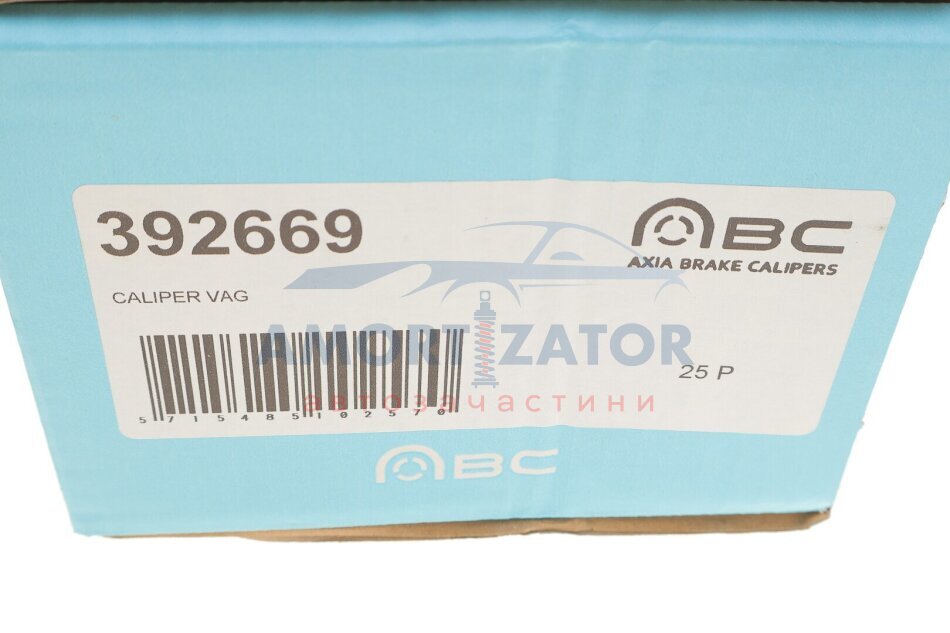 392669
ABC
AXIA BRAKE CALIPERS
CALIPER VAG
AMORTIZATOR
25 P
автозапчастини
5715485102570
ABC